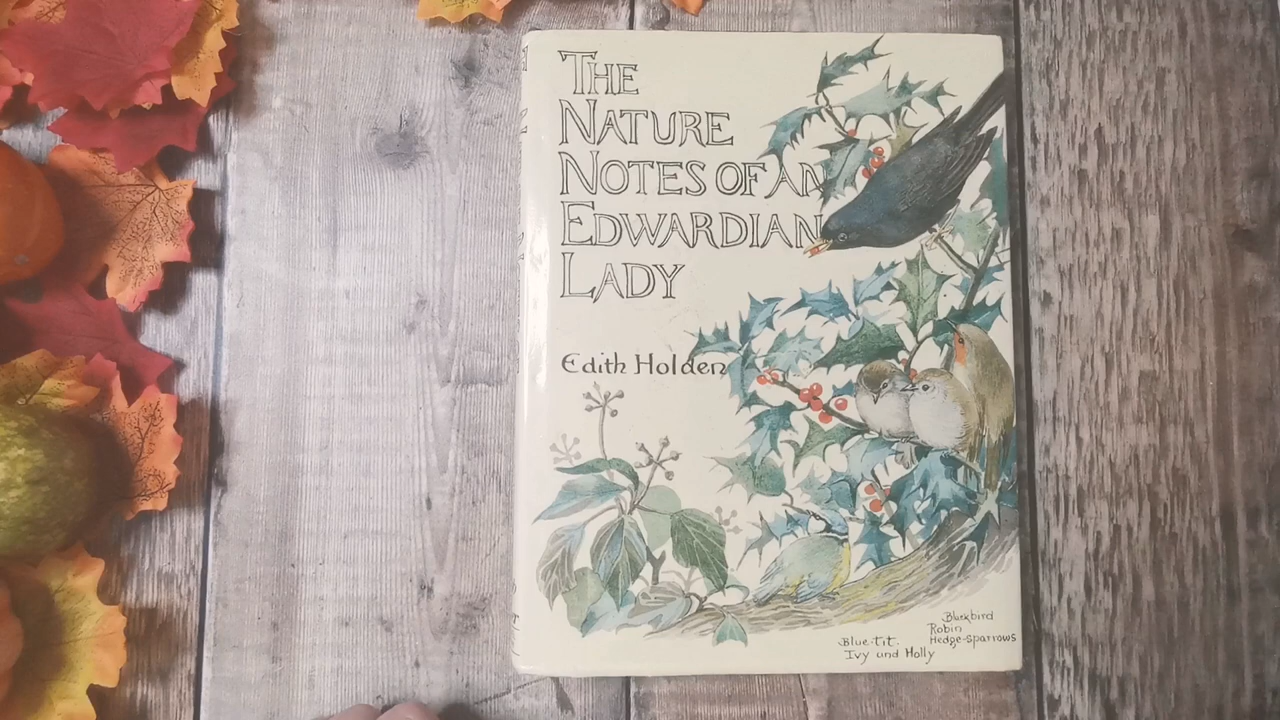 THE
NATURE
NOTES OF AN
EDWARDIAN
LADY
Edith Holden
Blackbird
Robin
Hedge-sparrows
Blue-tit.
Ivy and Holly